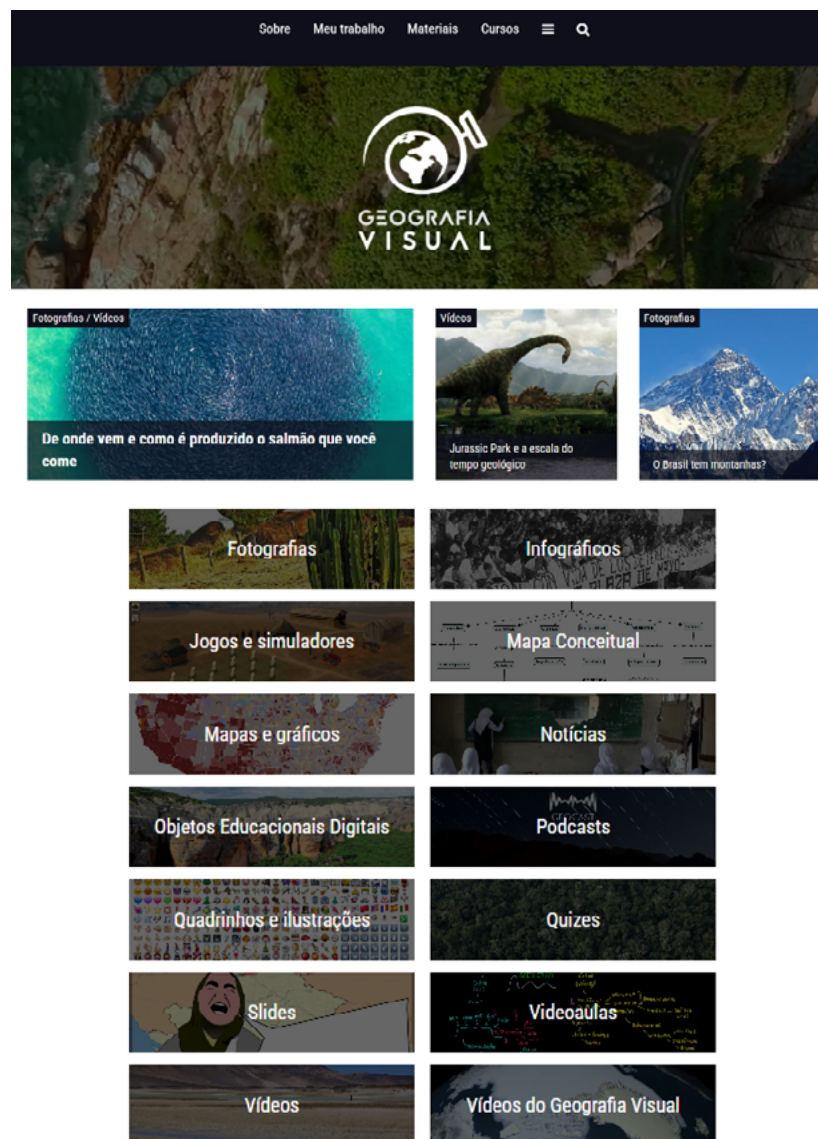 Sobre Meu trabalho Materiais Cursos
GEOGRAFIA
VISUAL
Fotografias / Vídeos
De onde vem e como é produzido o salmão que você
come
Vídeos
Jurassic Park e a escala do
tempo geológico
Fotografias
O Brasil tem montanhas?
Fotografias
Infográficos
Jogos e simuladores
Mapa Conceitual
Mapas e gráficos
Notícias
Objetos Educacionais Digitais
Podcasts
GEOCAST
Quadrinhos e ilustrações
Quizes
Slides
Videoaulas
Vídeos
Vídeos do Geografia Visual